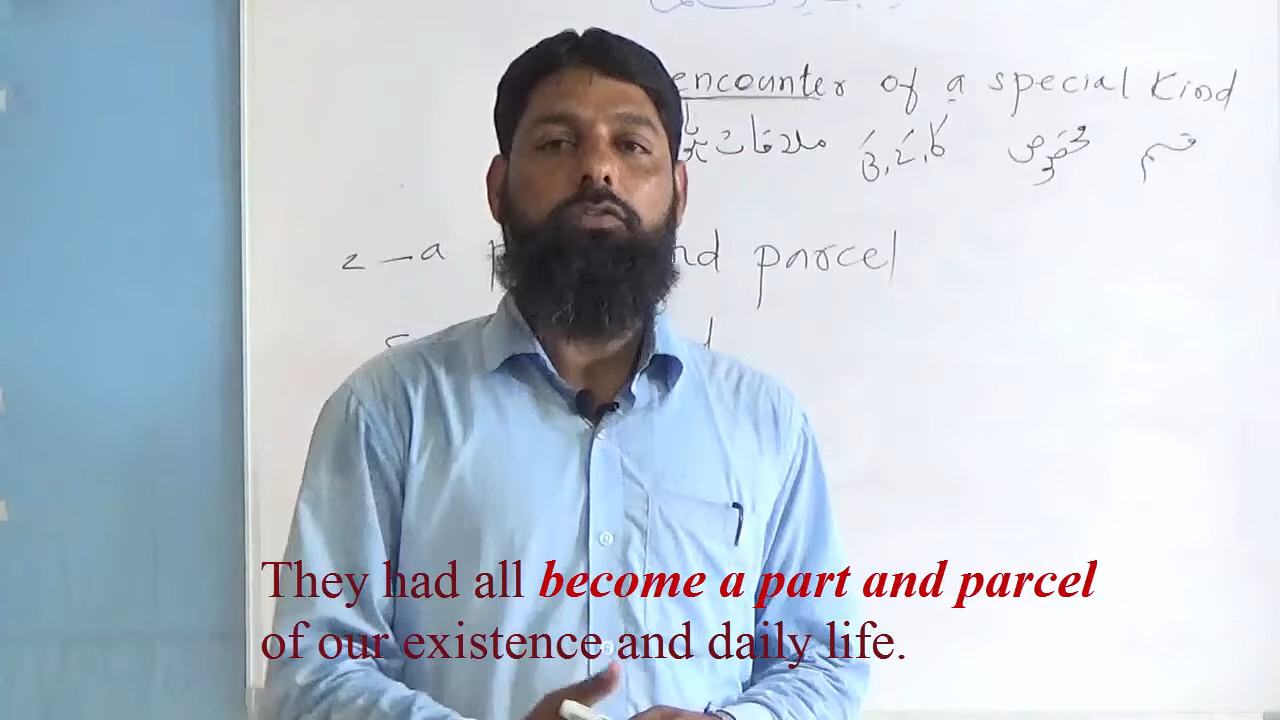 encounter of a special kind
ملاقات کا، کے، کی مخصوص قسم
2 - a p nd parcel
They had all become a part and parcel
of our existence and daily life.